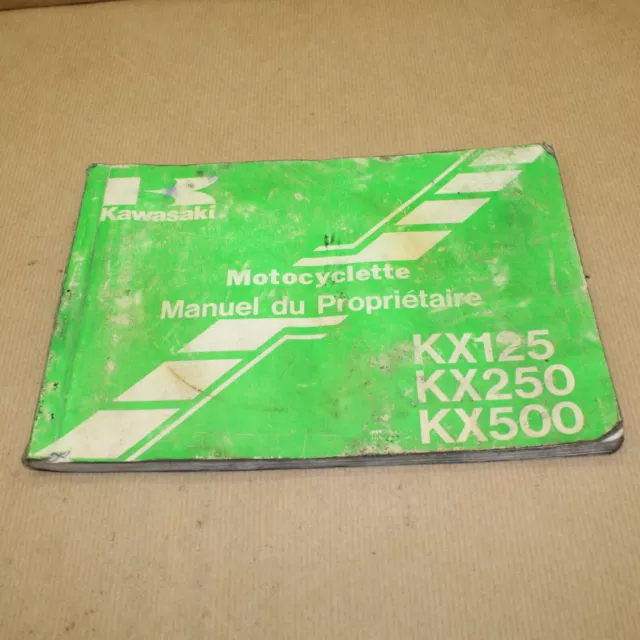 Kawasaki
Motocyclette
Manuel du Propriétaire
KX125
KX250
KX500